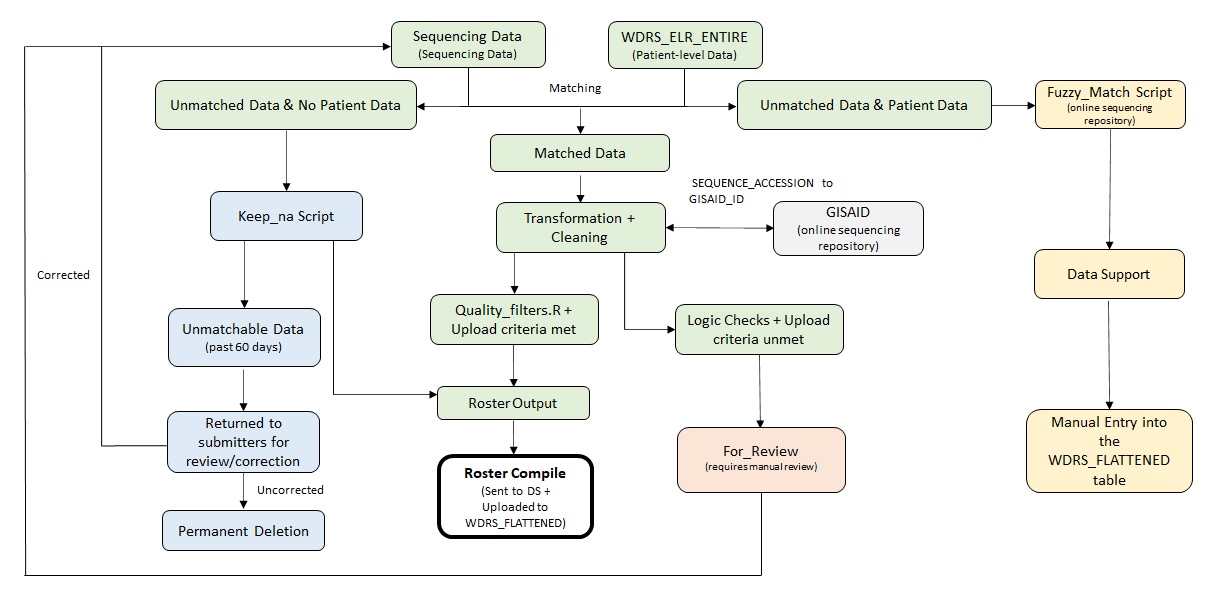 Sequencing Data
(Sequencing Data)
WDRS_ELR_ENTIRE
(Patient-level Data)
Matching
Unmatched Data & No Patient Data
Unmatched Data & Patient Data
Fuzzy_Match Script
(online sequencing
repository)
Matched Data
SEQUENCE_ACCESSION to
GISAID_ID
Keep_na Script
Transformation +
Cleaning
GISAID
(online sequencing
repository)
Corrected
Data Support
Unmatchable Data
(past 60 days)
Quality_filters.R +
Upload criteria met
Logic Checks + Upload
criteria unmet
Roster Output
Returned to
submitters for
review/correction
For_Review
(requires manual review)
Manual Entry into
the
WDRS_FLATTENED
table
Roster Compile
(Sent to DS +
Uploaded to
WDRS_FLATTENED)
Uncorrected
Permanent Deletion